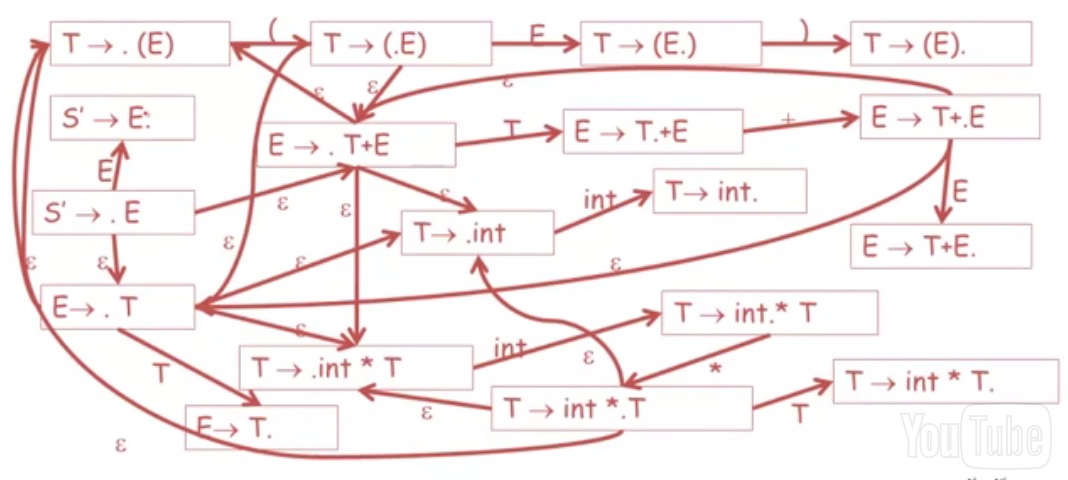 T → . (E)
(
T → (.E)
E
T → (E.)
)
T → (E).
ε
ε
ε
S' → E.
E → . T+E
T
E → T.+E
+
E → T+.E
E
S' → . E
ε
ε
ε
T→ .int
int
T→ int.
E
E → T+E.
ε
ε
ε
ε
ε
E→ . T
ε
T → .int * T
int
T → int.* T
ε
*
T
E→ T.
ε
T → int *.T
T
T → int * T.
ε
YouTube